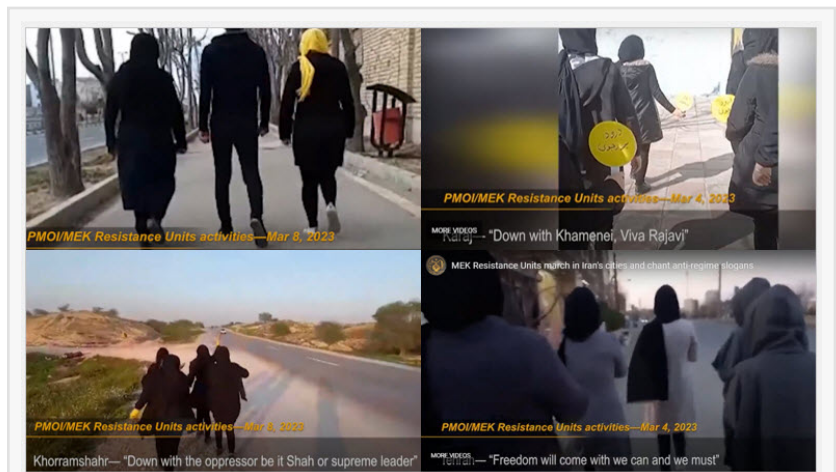 PMOI/MEK Resistance Units activities—Mar 8, 2023
PMOI/MEK Resistance Units activities—Mar 4, 2023
MORE VIDEOS
Karaj— “Down with Khamenei, Viva Rajavi”
درود
بر رجوی
PMOI/MEK Resistance Units activities—Mar 8, 2023
Khorramshahr— “Down with the oppressor be it Shah or supreme leader”
MEK Resistance Units march in Iran's cities and chant anti-regime slogans
PMOI/MEK Resistance Units activities—Mar 4, 2023
MORE VIDEOS
Tehran— “Freedom will come with we can and we must”